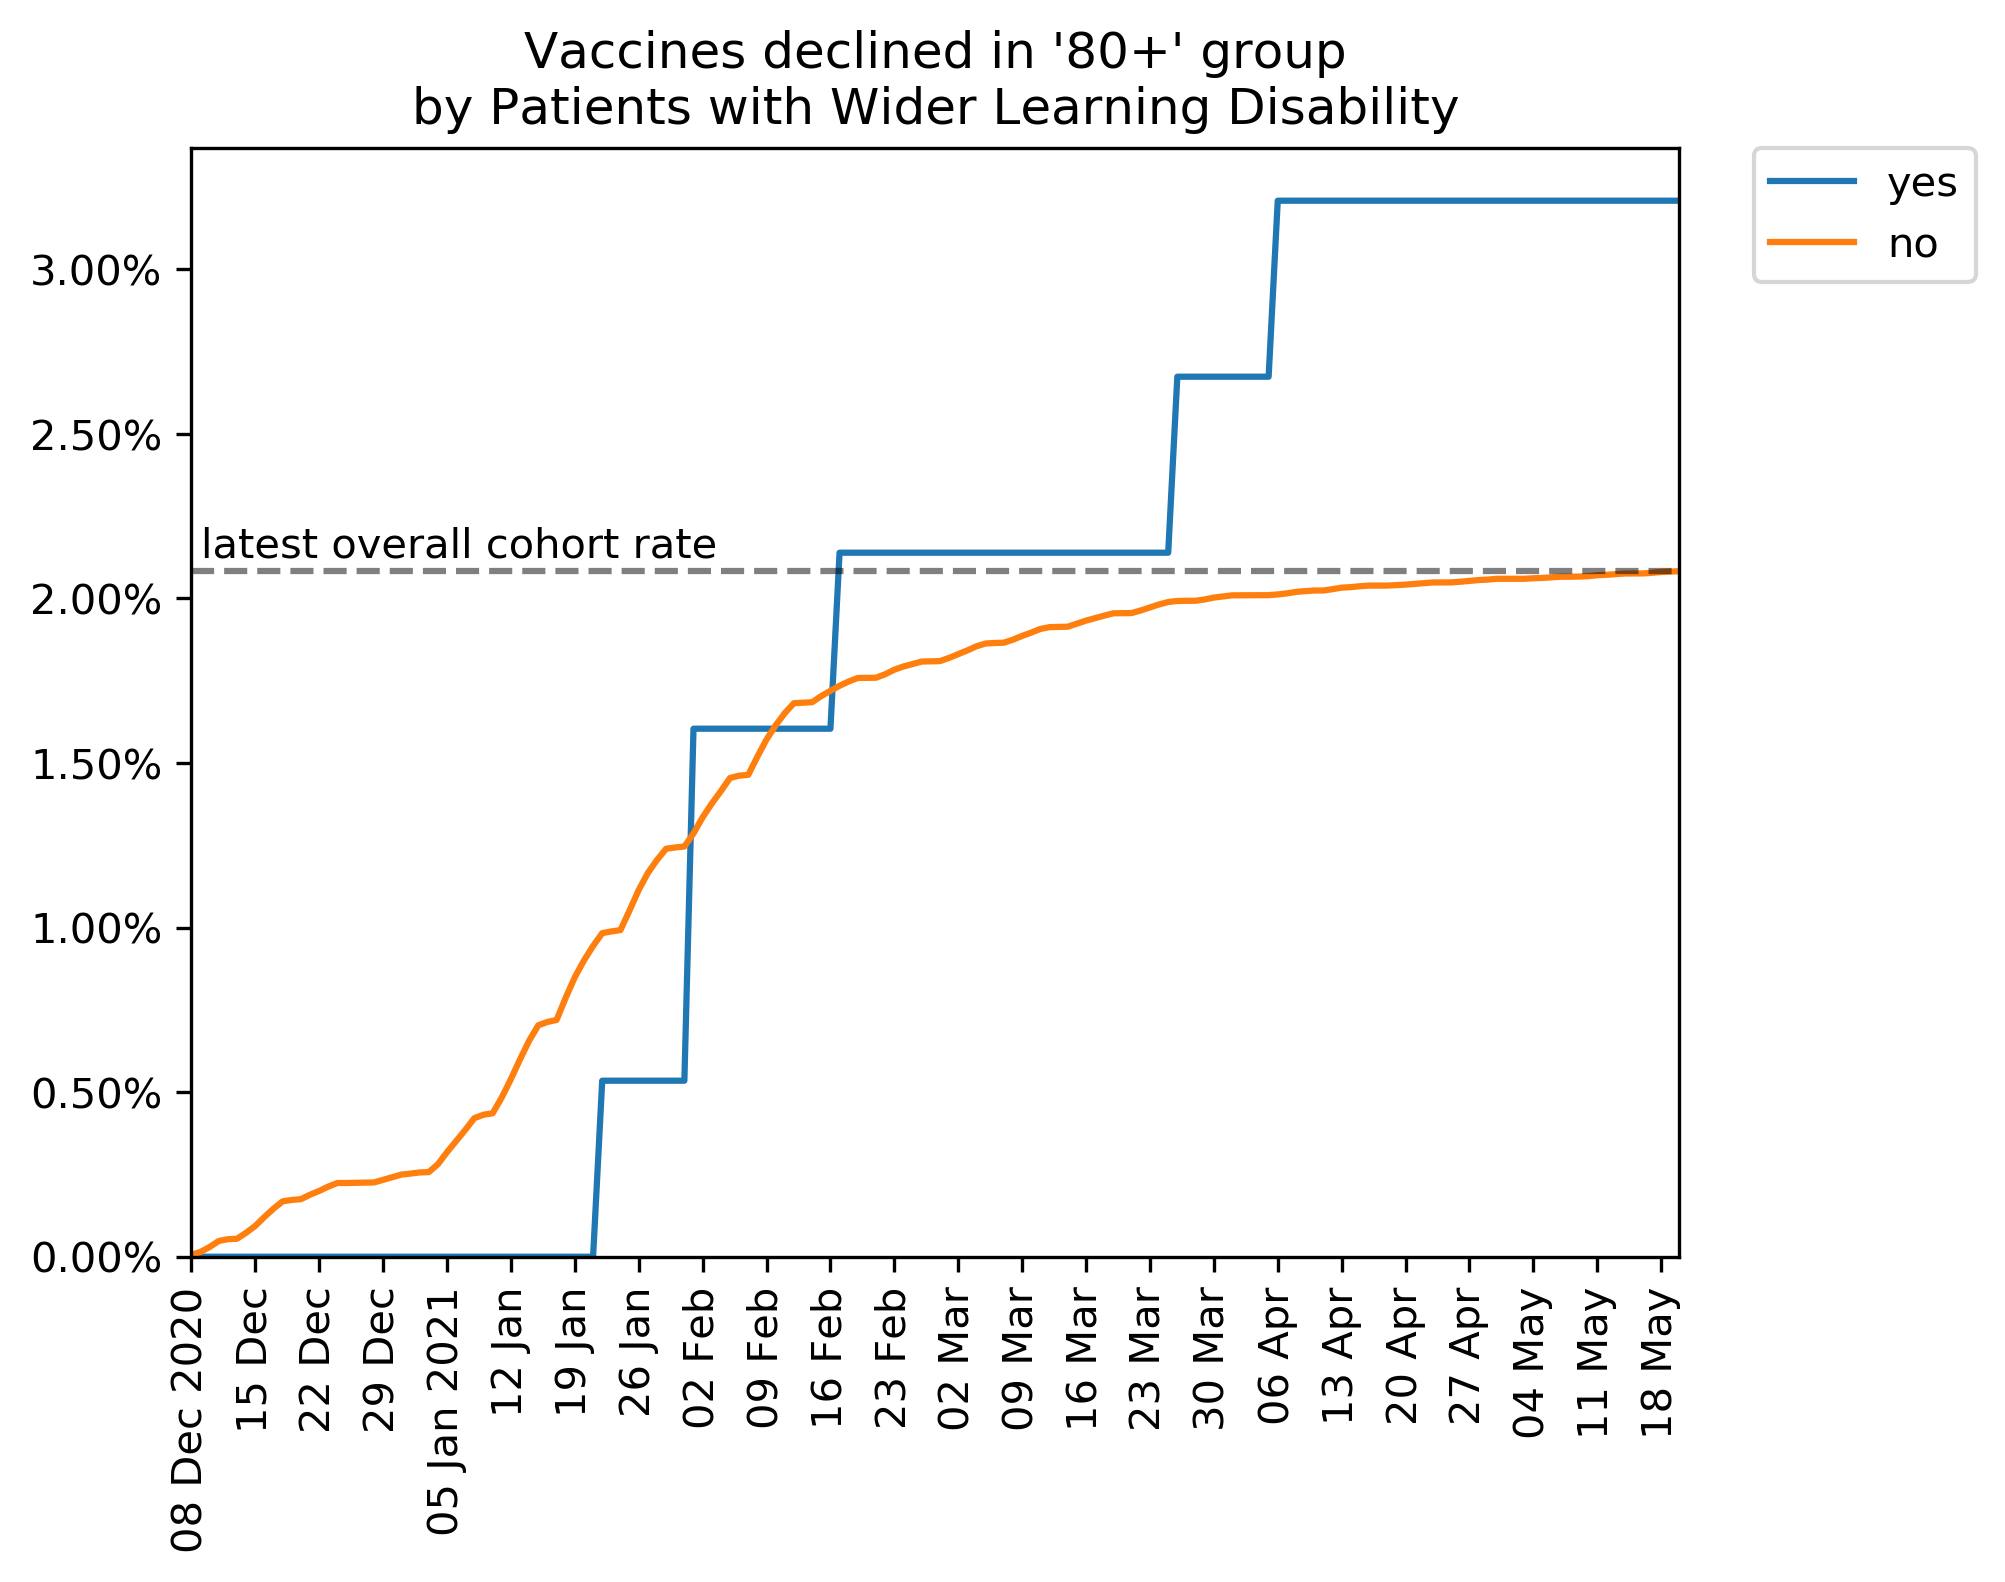 Vaccines declined in '80+' group
by Patients with Wider Learning Disability
yes
no
3.00%
2.50%
latest overall cohort rate
2.00%
1.50%
1.00%
0.50%
0.00%
08 Dec 2020
15 Dec
22 Dec
29 Dec
05 Jan 2021
12 Jan
19 Jan
26 Jan
02 Feb
09 Feb
16 Feb
23 Feb
02 Mar
09 Mar
16 Mar
23 Mar
30 Mar
06 Apr
13 Apr
20 Apr
27 Apr
04 May
11 May
18 May